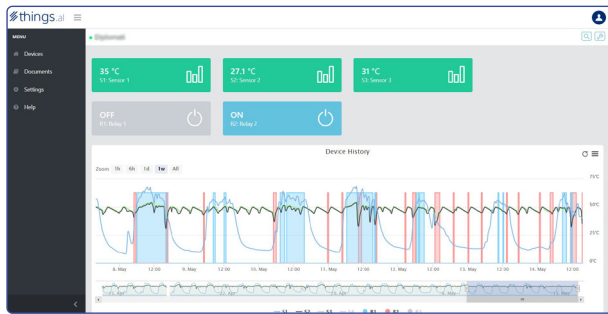 things.al
MENU
Devices
Documents
Settings
Help
35 °C
S1: Sensor 1
27.1 °C
S2: Sensor 2
31 °C
S3: Sensor 3
OFF
R1: Relay 1
ON
R2: Relay 2
Device History
Zoom 1h 6h 1d 1w All
75°C
50°C
25°C
0°C
8. May 12:00 9. May 12:00 10. May 12:00 11. May 12:00 12. May 12:00 13. May 12:00 14. May 12:00
S1 S2 S3 R1 R2